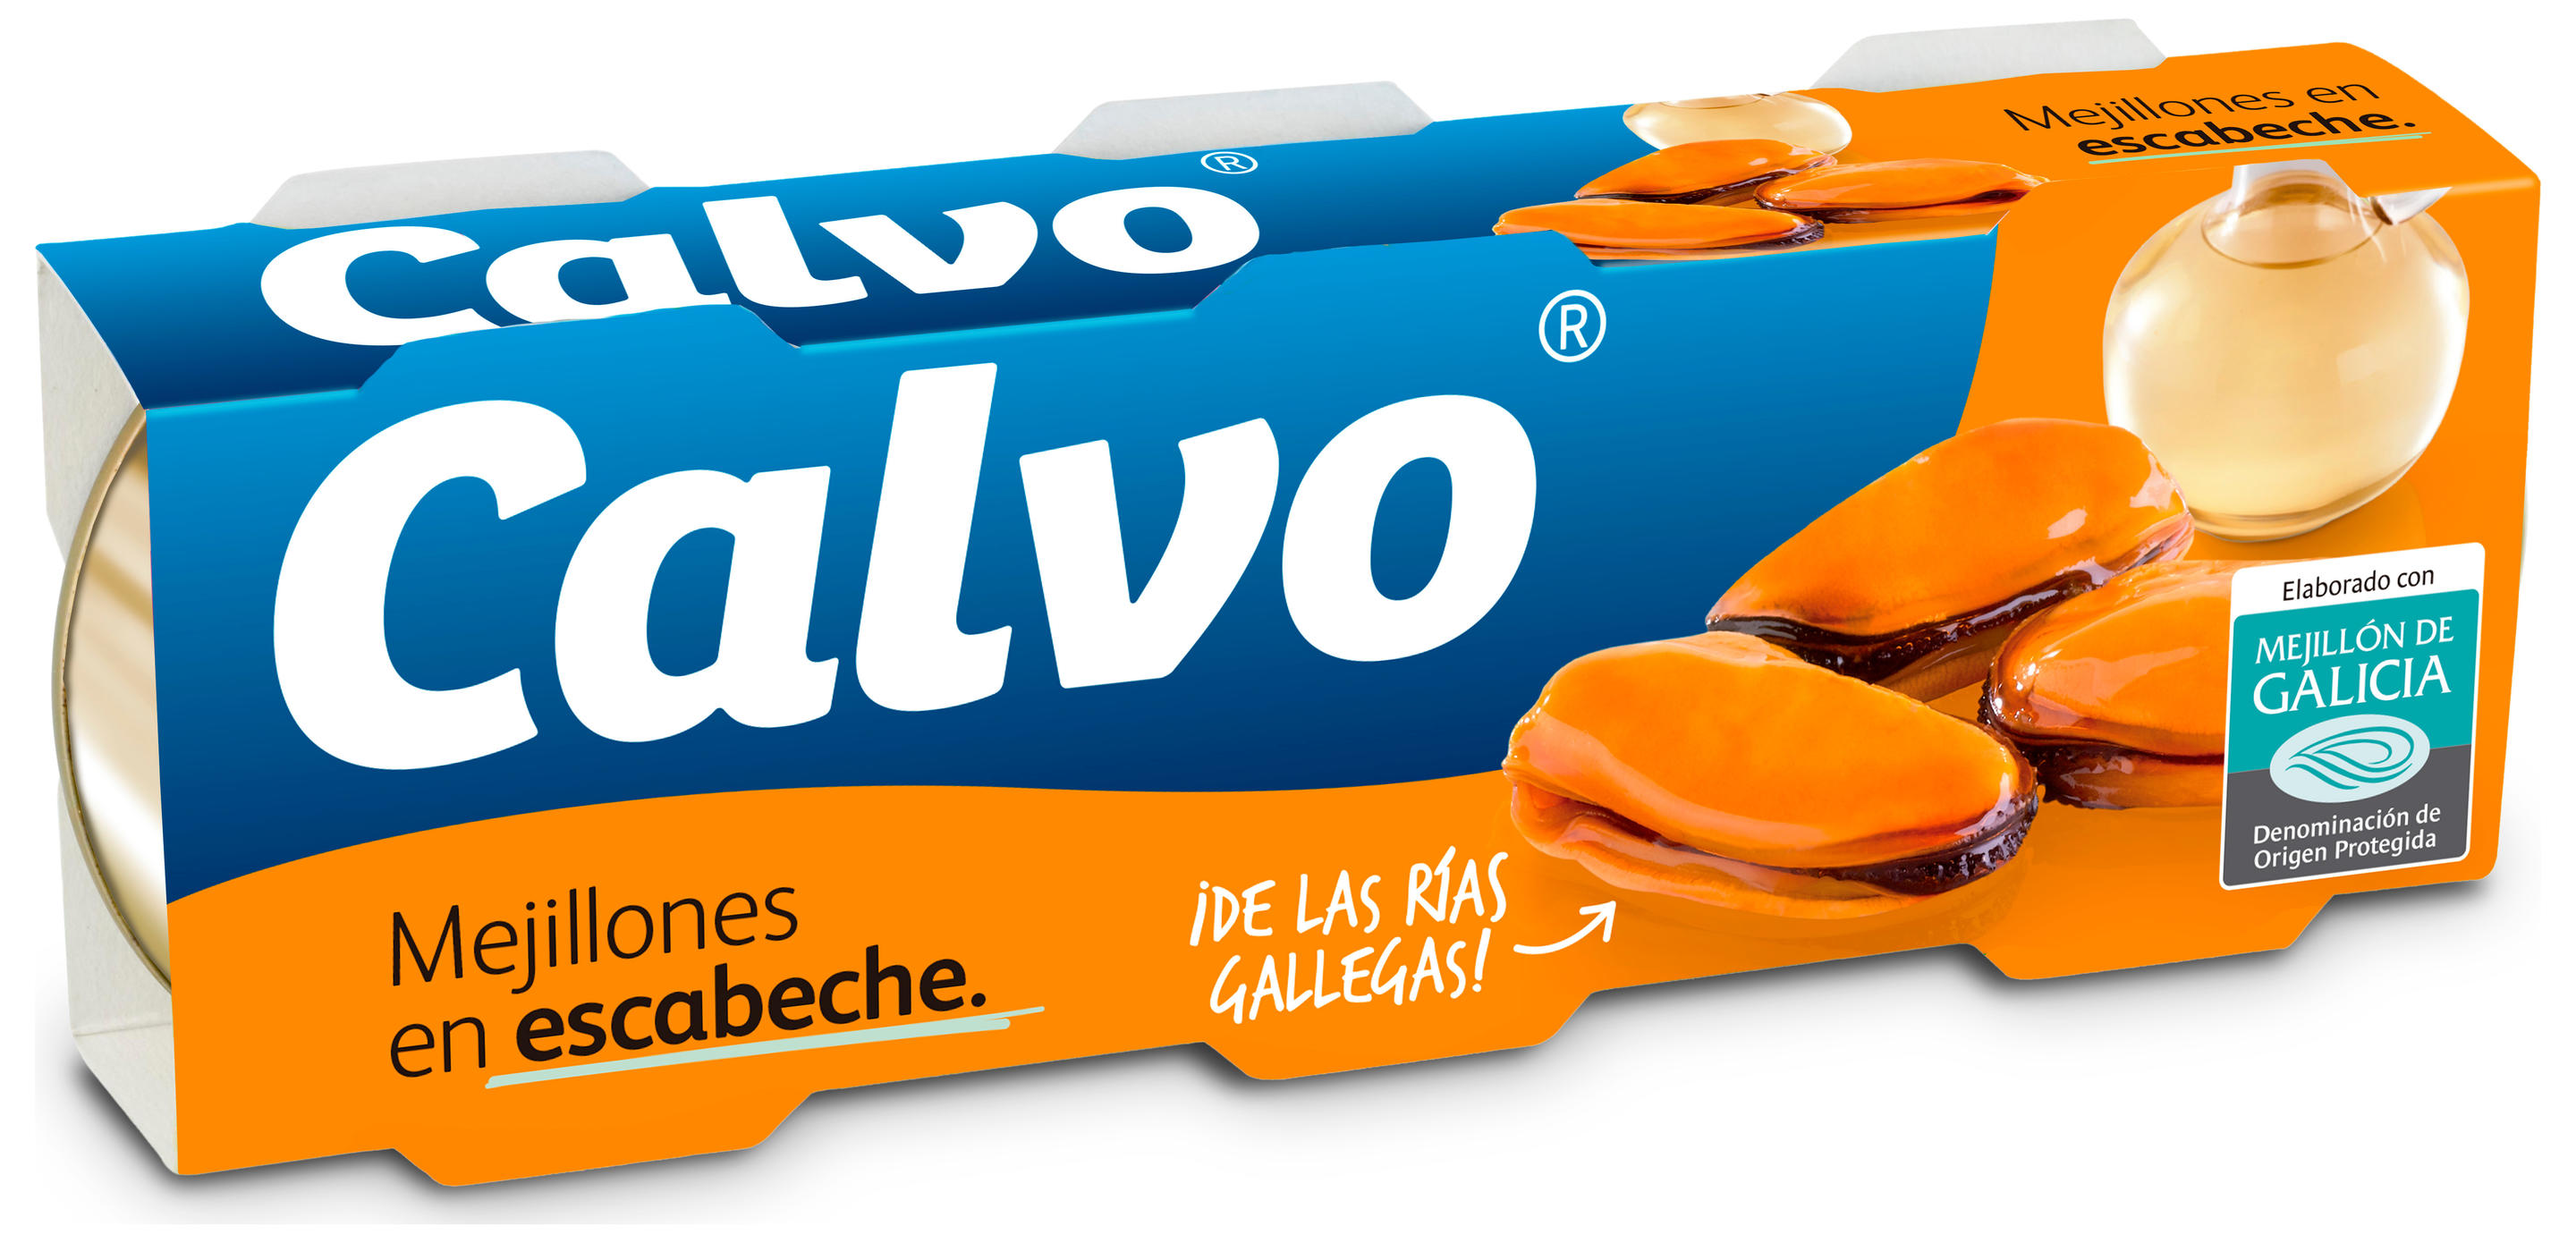 Mejillones en
escabeche.
Calvo®
Calvo®
Elaborado con
MEJILLÓN DE
GALICIA
Denominación de
Origen Protegida
¡DE LAS RÍAS
GALLEGAS!
Mejillones
en escabeche.